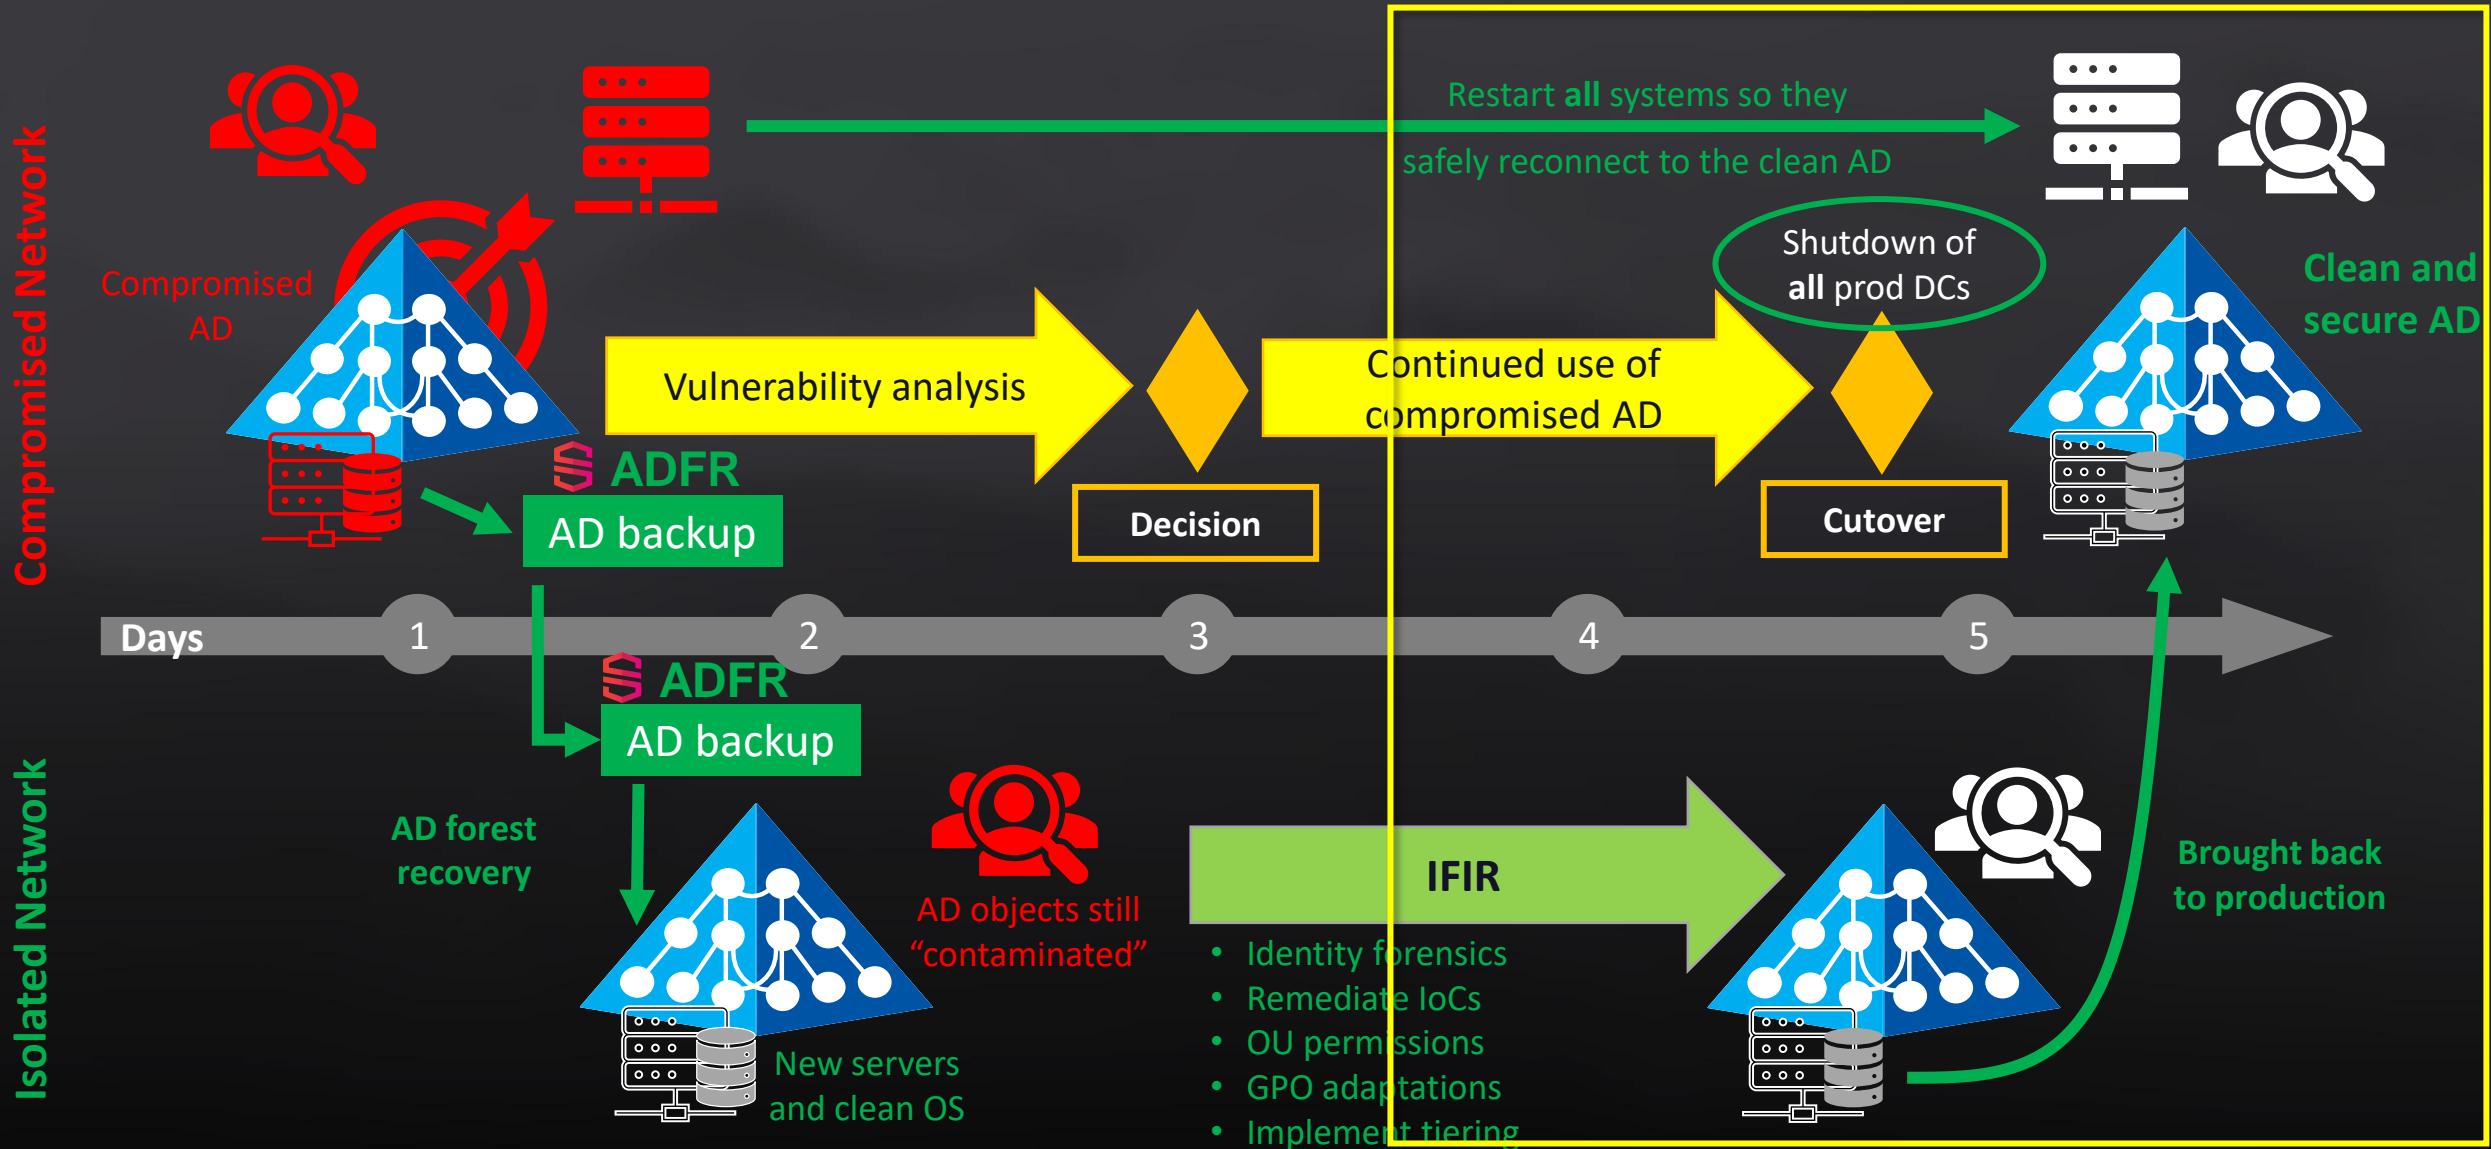 Compromised Network
Restart all systems so they
safely reconnect to the clean AD
Shutdown of
all prod DCs
Compromised
AD
Clean and
secure AD
Vulnerability analysis
Continued use of
compromised AD
ADFR
AD backup
Decision
Cutover
Days
1
2
3
4
5
Isolated Network
ADFR
AD backup
AD forest
recovery
AD objects still
“contaminated”
New servers
and clean OS
IFIR
• Identity forensics
• Remediate IoCs
• OU permissions
• GPO adaptations
• Implement tiering
Brought back
to production